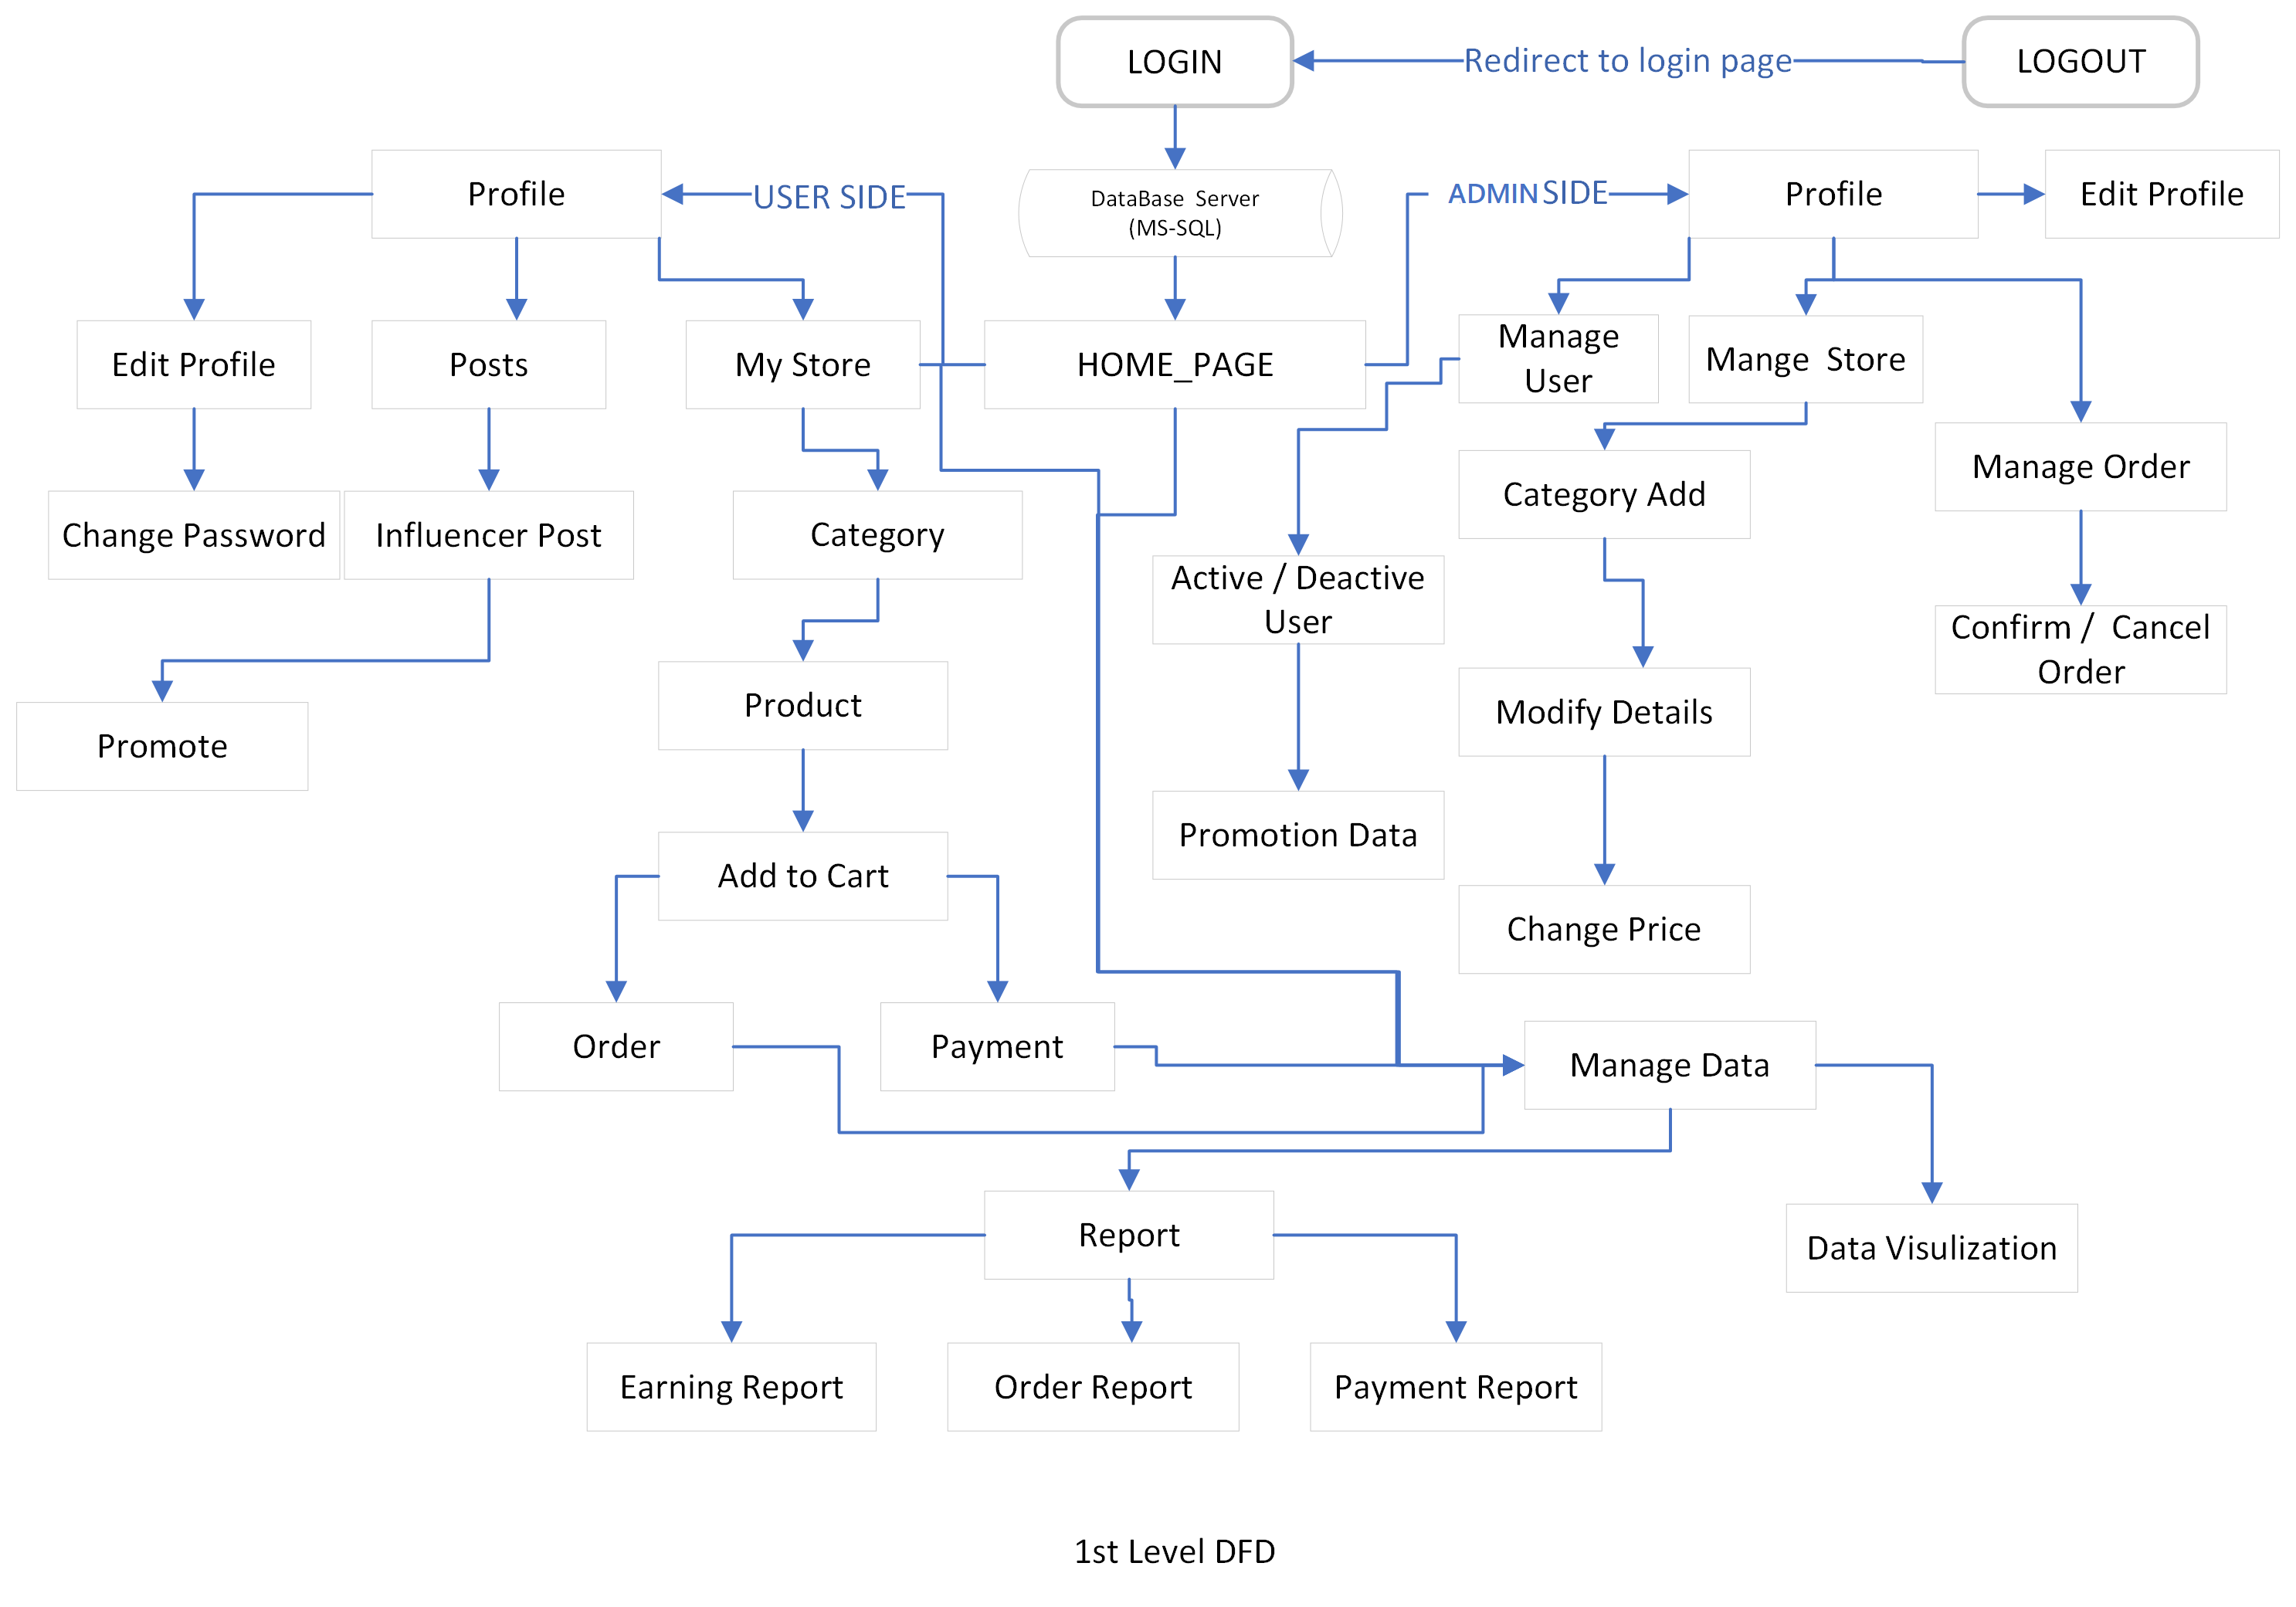 LOGIN
Redirect to login page
LOGOUT
Profile
USER SIDE
DataBase  Server
(MS-SQL)
ADMIN SIDE
Profile
Edit Profile
Edit Profile
Posts
My Store
HOME_PAGE
Manage
User
Mange  Store
Manage Order
Category Add
Change Password
Influencer Post
Category
Active / Deactive
User
Confirm /  Cancel
Order
Product
Modify Details
Promote
Promotion Data
Add to Cart
Change Price
Order
Payment
Manage Data
Report
Data Visulization
Earning Report
Order Report
Payment Report
1st Level DFD